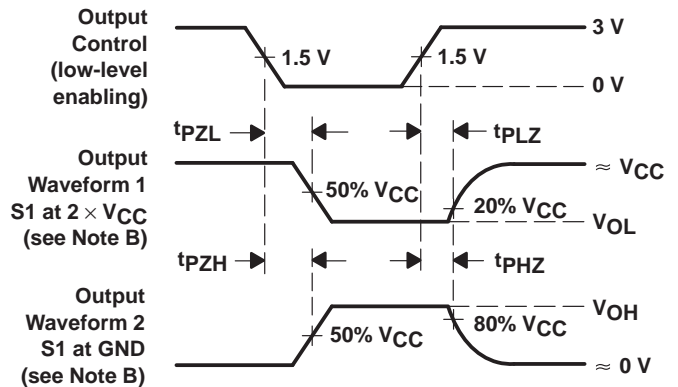 Output
Control
(low-level
enabling)
3 V
1.5 V
1.5 V
0 V
tPZL
tPLZ
Output
Waveform 1
S1 at 2 × VCC
(see Note B)
≈ VCC
50% VCC
20% VCC
VOL
tPZH
tPHZ
Output
Waveform 2
S1 at GND
(see Note B)
VOH
50% VCC
80% VCC
≈ 0 V